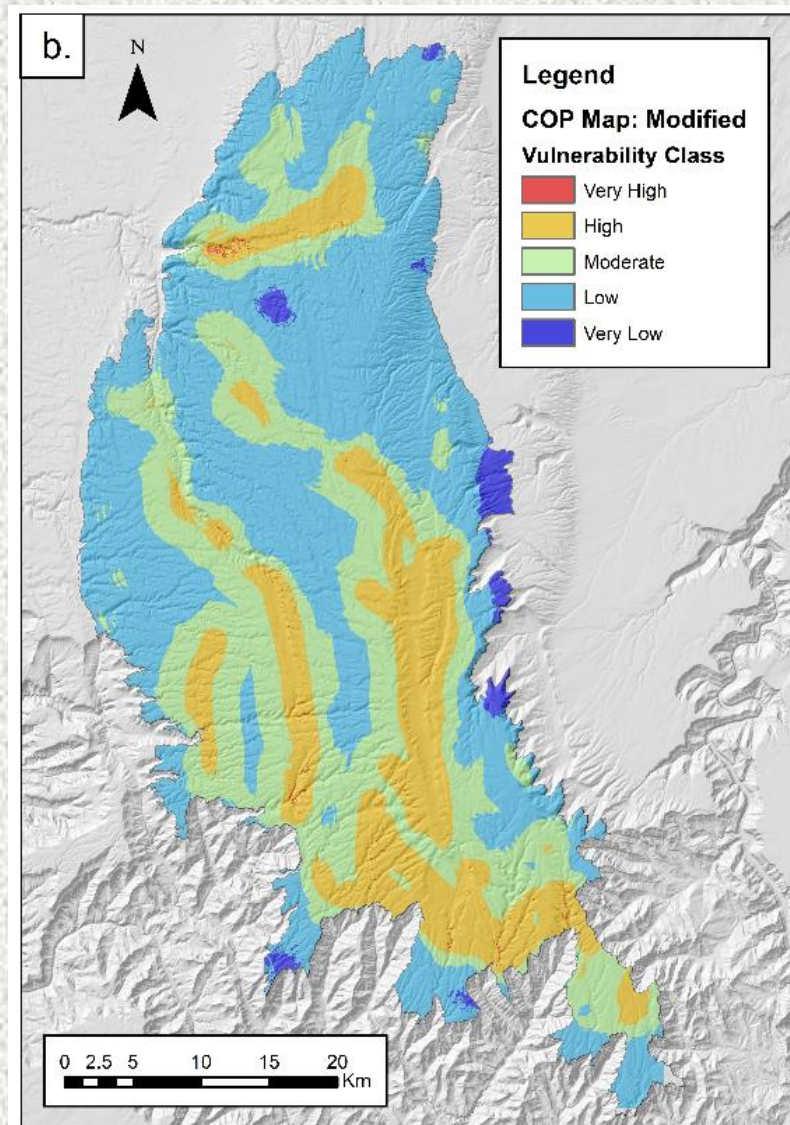 b.
N
Legend
COP Map: Modified
Vulnerability Class
Very High
High
Moderate
Low
Very Low
0 2.5 5 10 15 20
Km